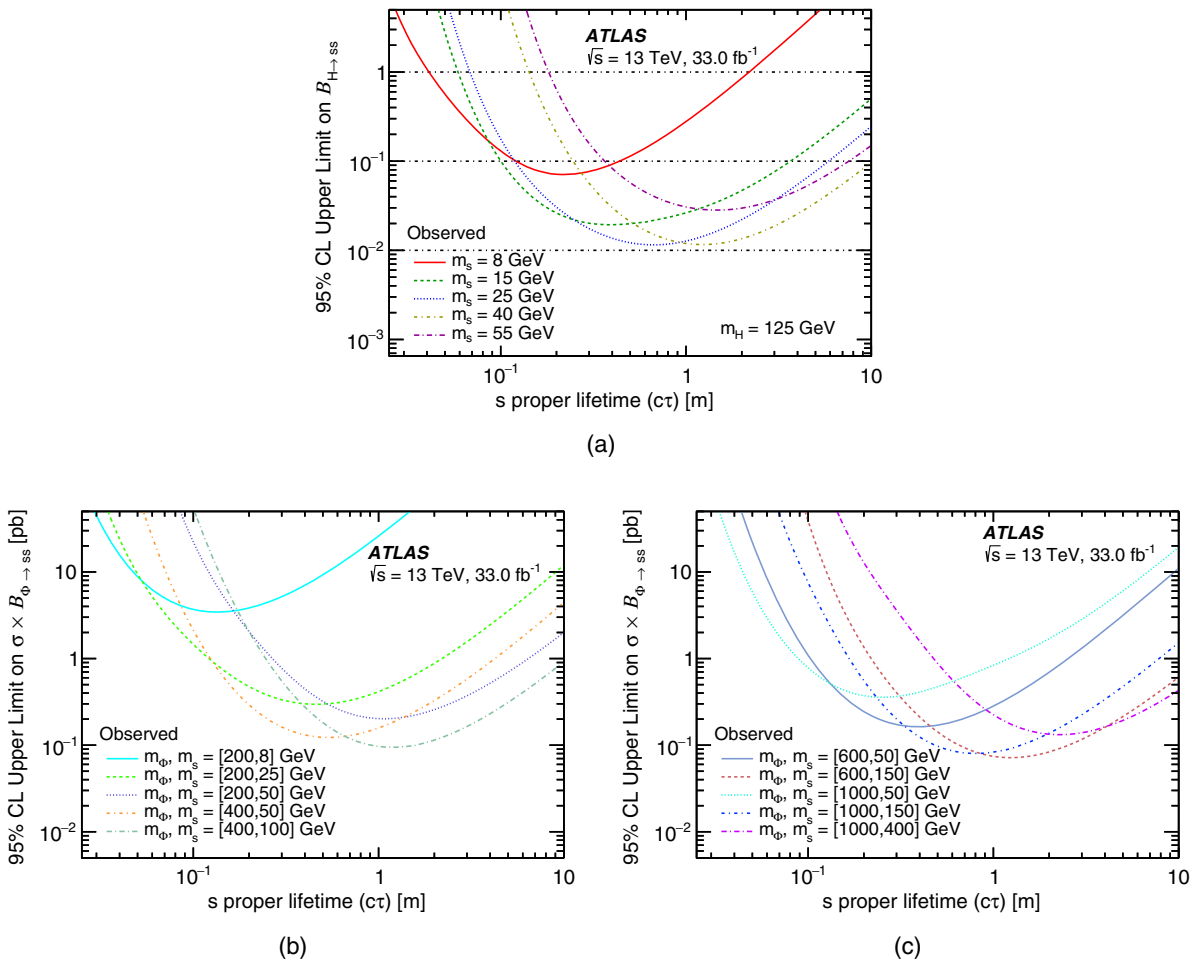 95% CL Upper Limit on B_{H→ss}
1
10⁻¹
10⁻²
10⁻³
ATLAS
√s = 13 TeV, 33.0 fb⁻¹
Observed
m_s = 8 GeV
m_s = 15 GeV
m_s = 25 GeV
m_s = 40 GeV
m_s = 55 GeV
m_H = 125 GeV
10⁻¹ 1 10
s proper lifetime (cτ) [m]
(a)
95% CL Upper Limit on σ × B_{Φ→ss} [pb]
10
1
10⁻¹
10⁻²
ATLAS
√s = 13 TeV, 33.0 fb⁻¹
Observed
m_Φ, m_s = [200,8] GeV
m_Φ, m_s = [200,25] GeV
m_Φ, m_s = [200,50] GeV
m_Φ, m_s = [400,50] GeV
m_Φ, m_s = [400,100] GeV
10⁻¹ 1 10
s proper lifetime (cτ) [m]
(b)
95% CL Upper Limit on σ × B_{Φ→ss} [pb]
10
1
10⁻¹
10⁻²
ATLAS
√s = 13 TeV, 33.0 fb⁻¹
Observed
m_Φ, m_s = [600,50] GeV
m_Φ, m_s = [600,150] GeV
m_Φ, m_s = [1000,50] GeV
m_Φ, m_s = [1000,150] GeV
m_Φ, m_s = [1000,400] GeV
10⁻¹ 1 10
s proper lifetime (cτ) [m]
(c)